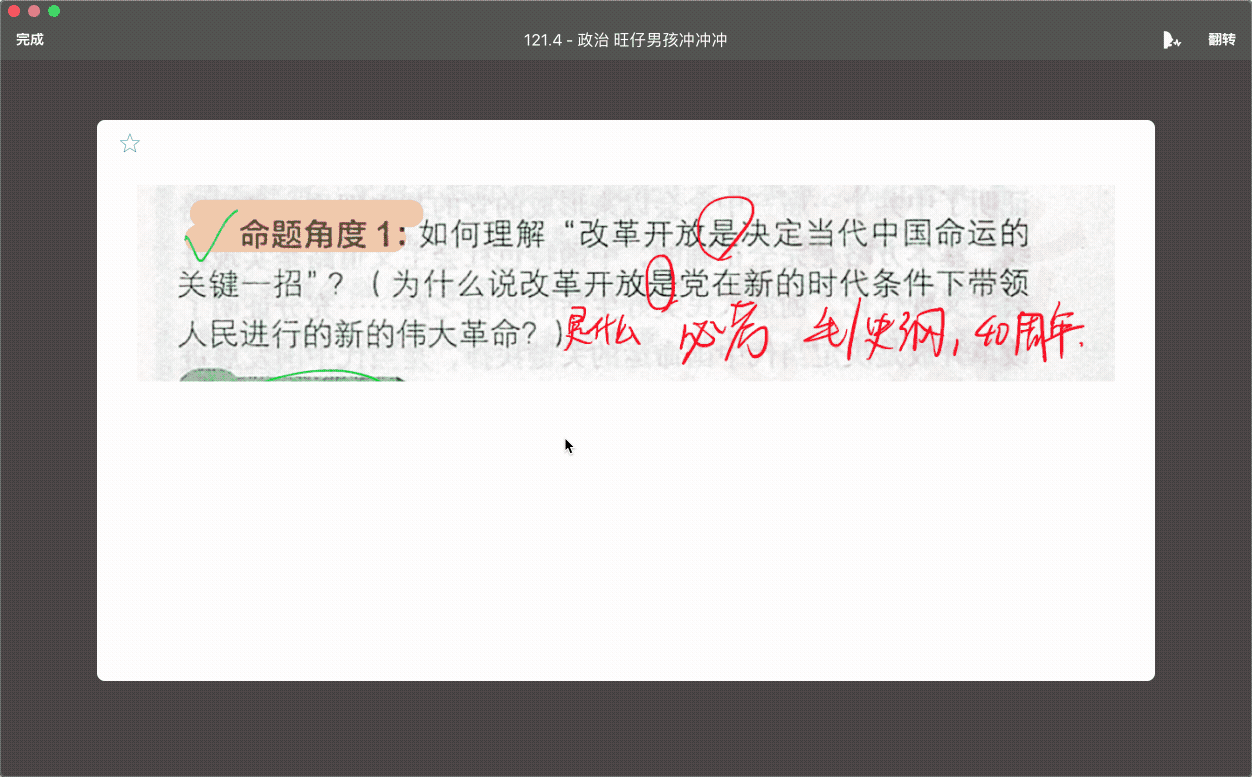 完成
121.4 - 政治 旺仔男孩冲冲冲
翻转
命题角度 1：如何理解“改革开放是决定当代中国命运的
关键一招”？（为什么说改革开放是党在新的时代条件下带领
人民进行的新的伟大革命？）是什么 必考 毛/史纲，40周年.